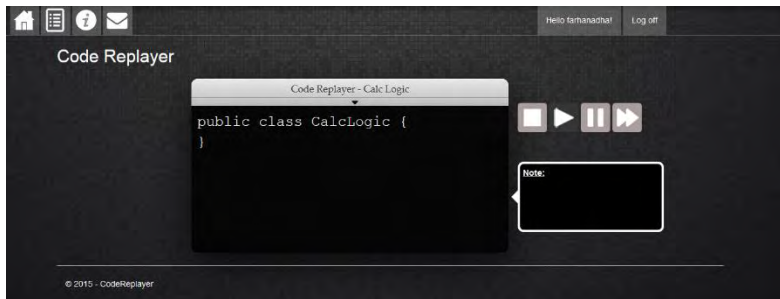 Hello farhanadha!
Log off
Code Replayer
Code Replayer - Calc Logic
public class CalcLogic {
}
Note:
© 2015 - CodeReplayer